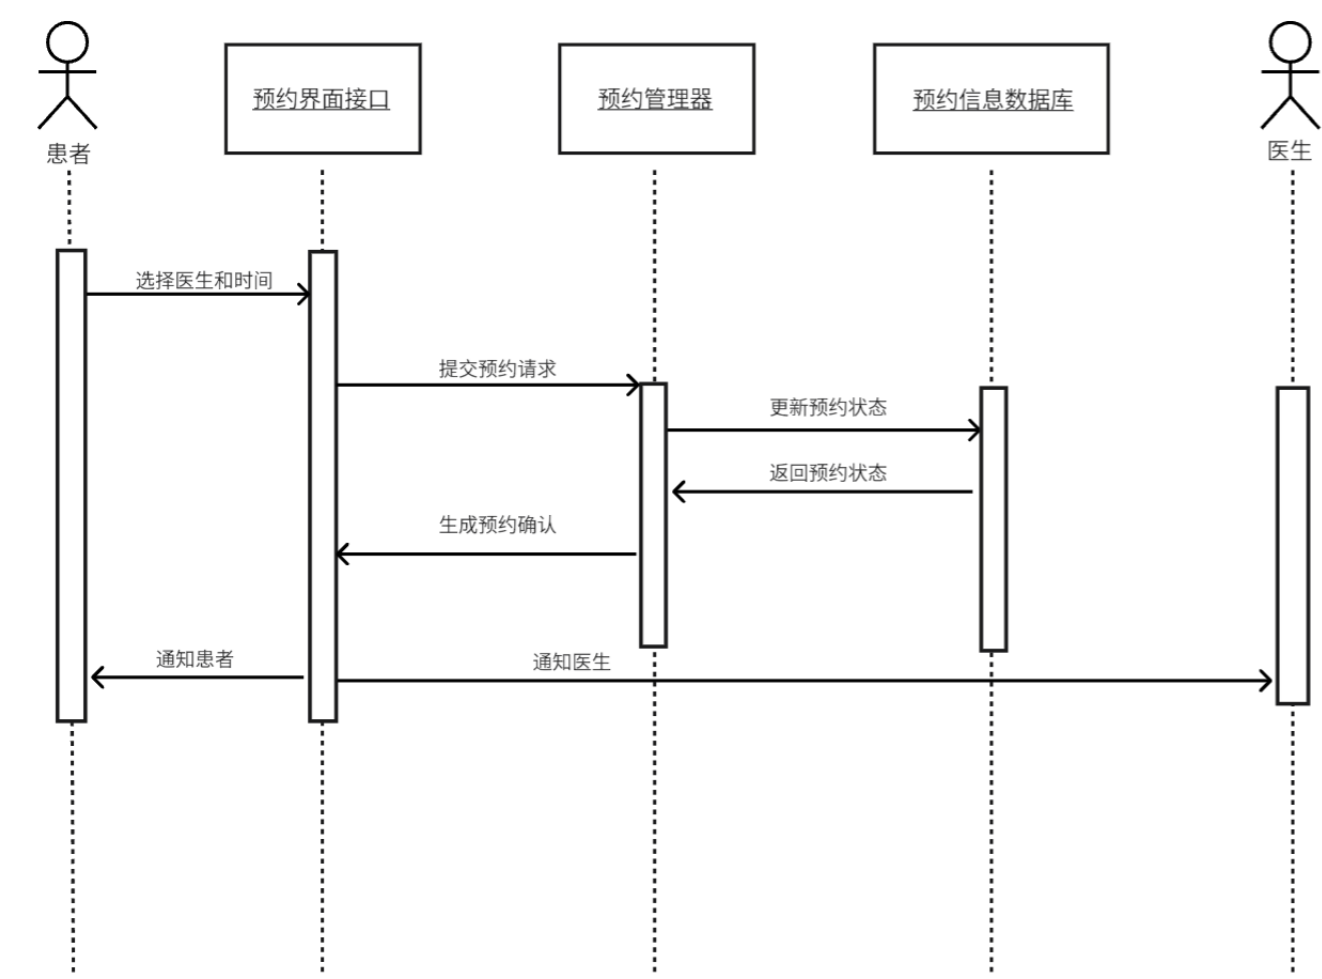 患者
预约界面接口
预约管理器
预约信息数据库
医生
选择医生和时间
提交预约请求
更新预约状态
返回预约状态
生成预约确认
通知患者
通知医生